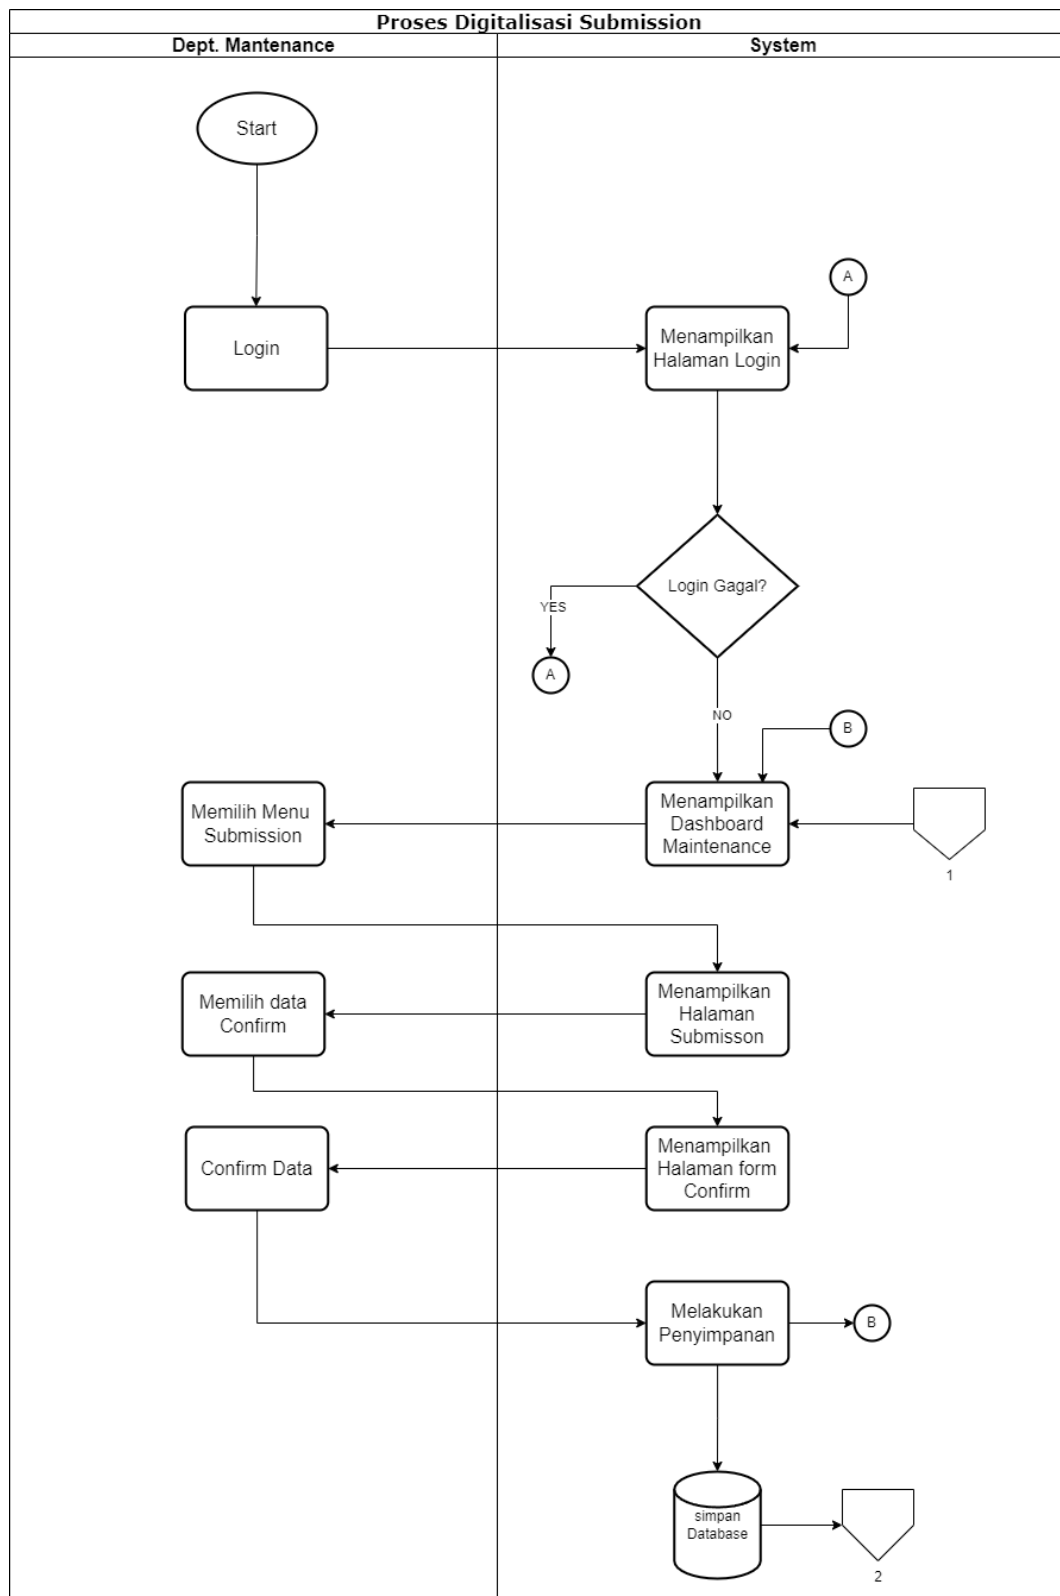 Proses Digitalisasi Submission
Dept. Mantenance
System
Start
A
Login
Menampilkan
Halaman Login
Login Gagal?
YES
A
NO
B
Memilih Menu
Submission
Menampilkan
Dashboard
Maintenance
1
Memilih data
Confirm
Menampilkan
Halaman
Submisson
Confirm Data
Menampilkan
Halaman form
Confirm
Melakukan
Penyimpanan
B
simpan
Database
2